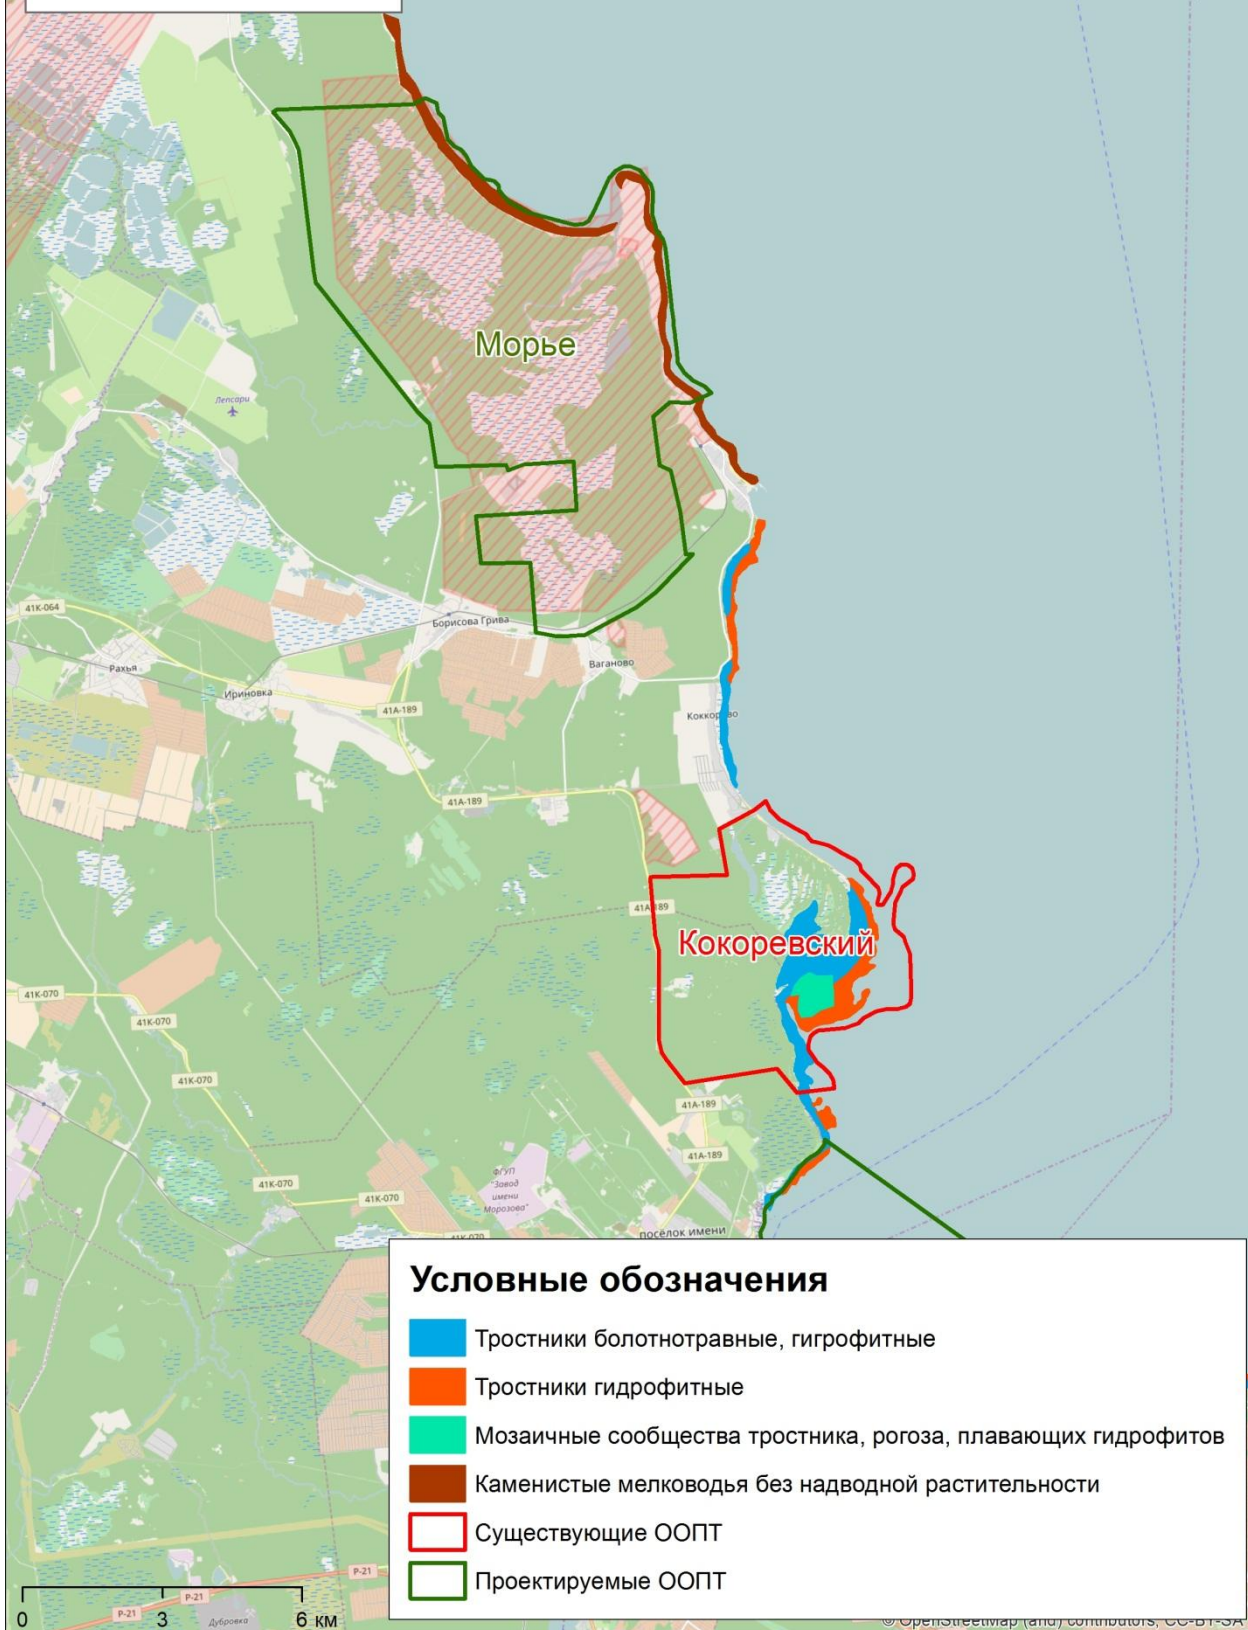 Морье
Лепсари
41К-064
Борисова Грива
Рахья
Ваганово
Ириновка
41А-189
Коккорево
41А-189
41А-189
Кокоревский
41К-070
41К-070
41К-070
41А-189
41А-189
ФГУП
"Завод
имени
Морозова"
41К-070
41К-070
41К-070
посёлок имени
Условные обозначения
Тростники болотнотравные, гигрофитные
Тростники гидрофитные
Мозаичные сообщества тростника, рогоза, плавающих гидрофитов
Каменистые мелководья без надводной растительности
Существующие ООПТ
Проектируемые ООПТ
Р-21
Р-21
Р-21
0 3 6 км
Дубровка
© OpenStreetMap (and) contributors, CC-BY-SA